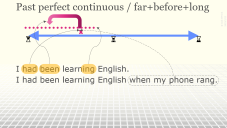 Past perfect continuous / far+before+long
I had been learning English.
I had been learning English when my phone rang.